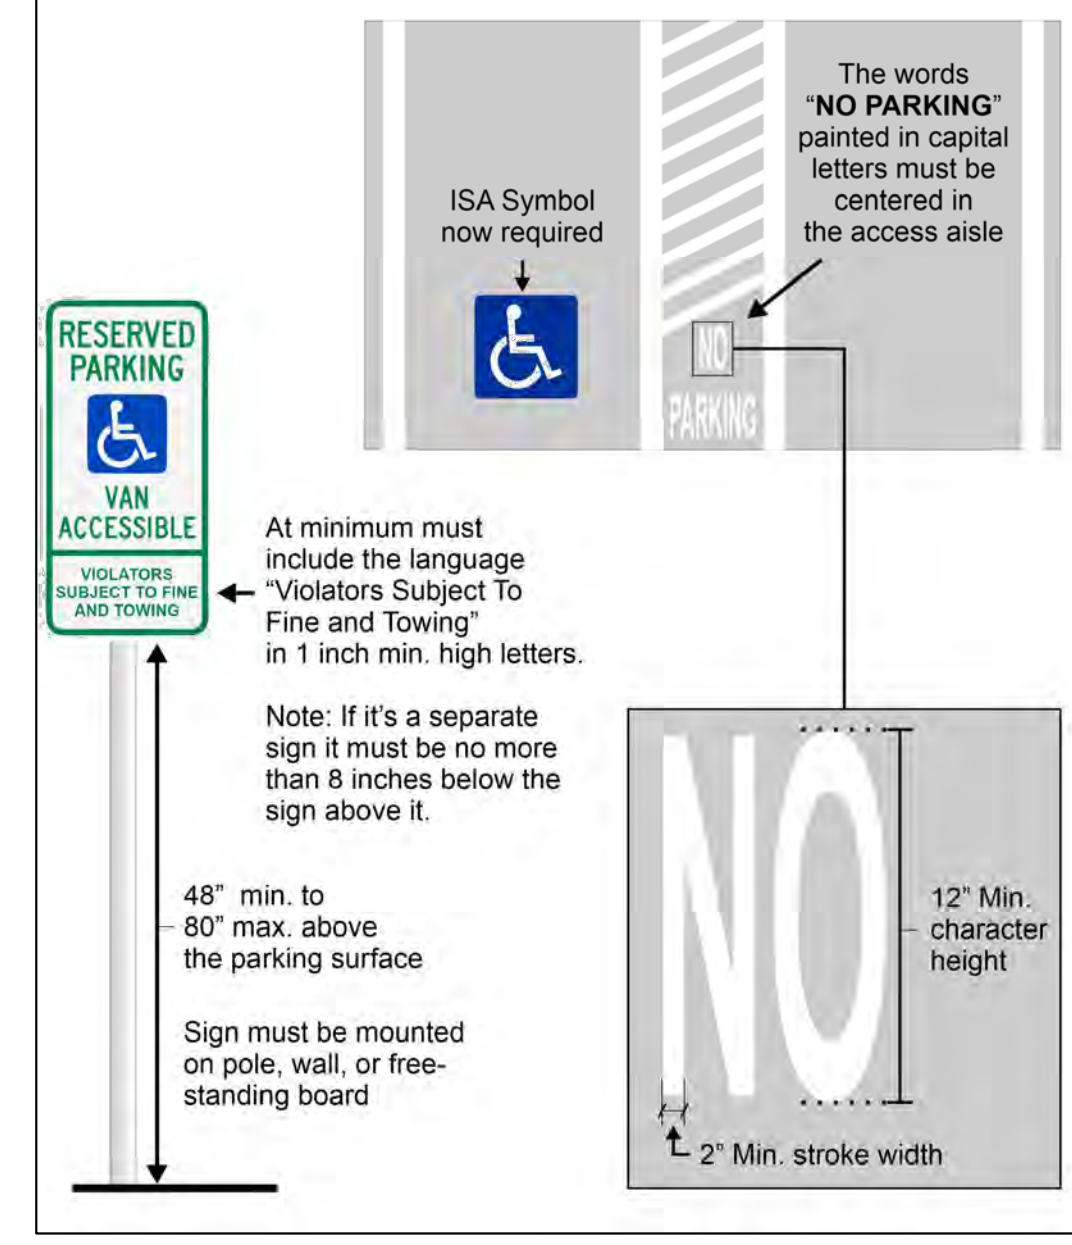 The words
“NO PARKING”
painted in capital
letters must be
centered in
the access aisle
ISA Symbol
now required
NO
PARKING
RESERVED
PARKING
VAN
ACCESSIBLE
VIOLATORS
SUBJECT TO FINE
AND TOWING
At minimum must
include the language
“Violators Subject To
Fine and Towing”
in 1 inch min. high letters.
Note: If it’s a separate
sign it must be no more
than 8 inches below the
sign above it.
48” min. to
80” max. above
the parking surface
Sign must be mounted
on pole, wall, or free-
standing board
NO
12” Min.
character
height
2” Min. stroke width